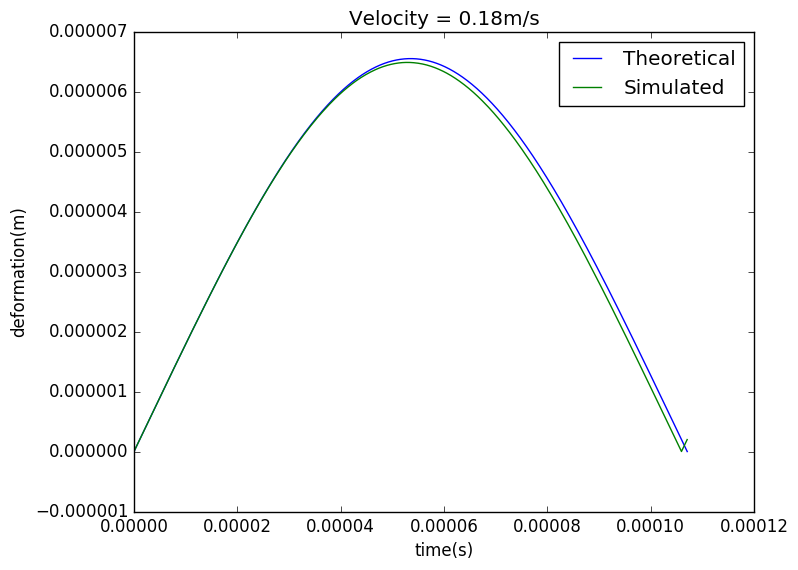 Velocity = 0.18m/s
0.000007
0.000006
0.000005
0.000004
0.000003
0.000002
0.000001
0.000000
−0.000001
deformation(m)
Theoretical
Simulated
0.00000 0.00002 0.00004 0.00006 0.00008 0.00010 0.00012
time(s)